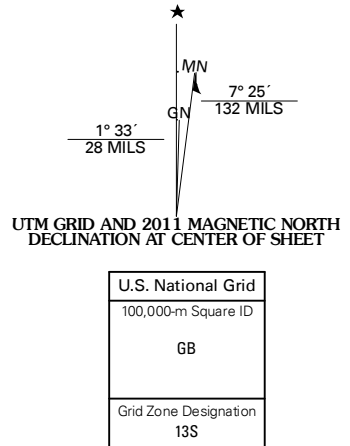 ★
MN
GN
7° 25´
132 MILS
1° 33´
28 MILS
UTM GRID AND 2011 MAGNETIC NORTH
DECLINATION AT CENTER OF SHEET
U.S. National Grid
100,000-m Square ID
GB
Grid Zone Designation
13S